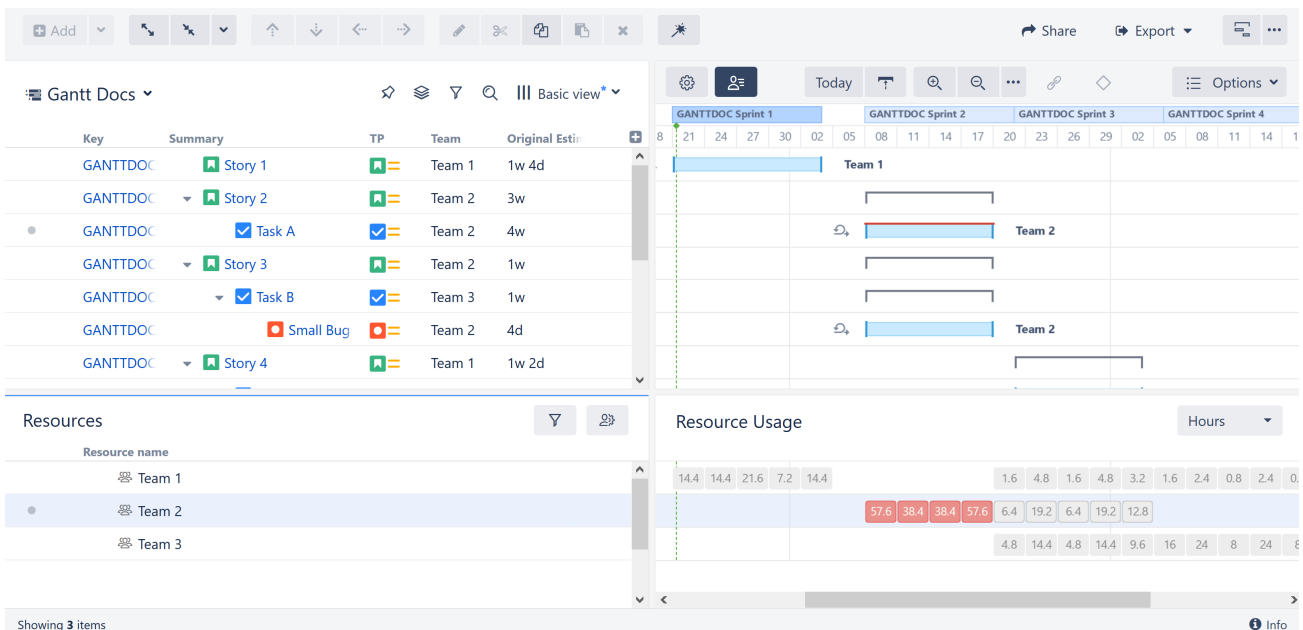 Add
Share
Export
Gantt Docs
Basic view*
Today
Options
GANTTDOC Sprint 1 GANTTDOC Sprint 2 GANTTDOC Sprint 3 GANTTDOC Sprint 4
Key Summary TP Team Original Estim
8 21 24 27 30 02 05 08 11 14 17 20 23 26 29 02 05 08 11 14 1
GANTTDOC Story 1 Team 1 1w 4d Team 1
GANTTDOC Story 2 Team 2 3w
GANTTDOC Task A Team 2 4w Team 2
GANTTDOC Story 3 Team 2 1w
GANTTDOC Task B Team 3 1w
GANTTDOC Small Bug Team 2 4d Team 2
GANTTDOC Story 4 Team 1 1w 2d
Resources
Resource Usage
Hours
Resource name
Team 1 14.4 14.4 21.6 7.2 14.4 1.6 4.8 1.6 4.8 3.2 1.6 2.4 0.8 2.4 0.
Team 2 57.6 38.4 38.4 57.6 6.4 19.2 6.4 19.2 12.8
Team 3 4.8 14.4 4.8 14.4 9.6 16 24 8 24 8
Showing 3 items
Info